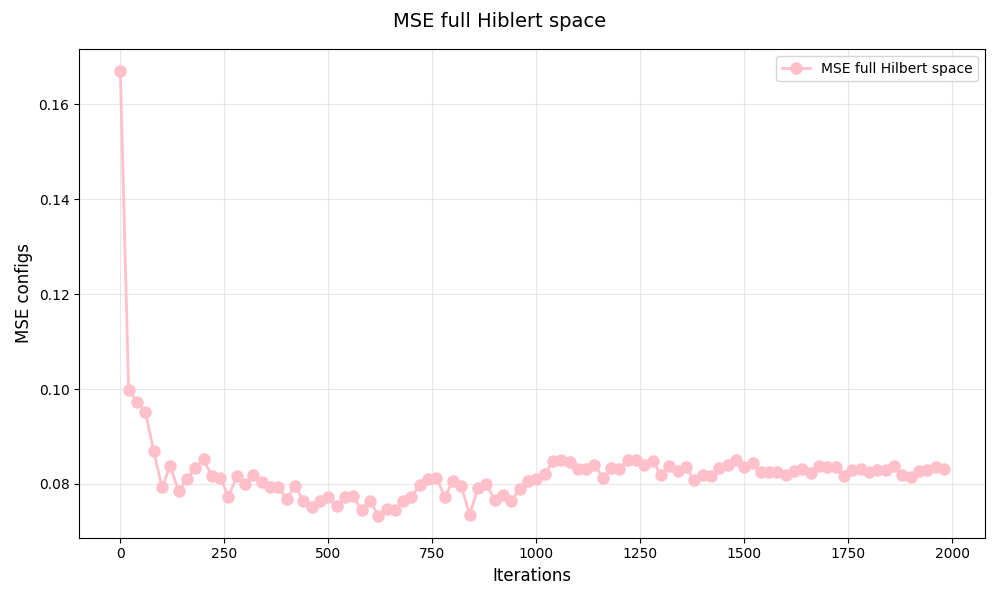 MSE full Hiblert space
MSE full Hilbert space
MSE configs
0.16
0.14
0.12
0.10
0.08
0 250 500 750 1000 1250 1500 1750 2000
Iterations